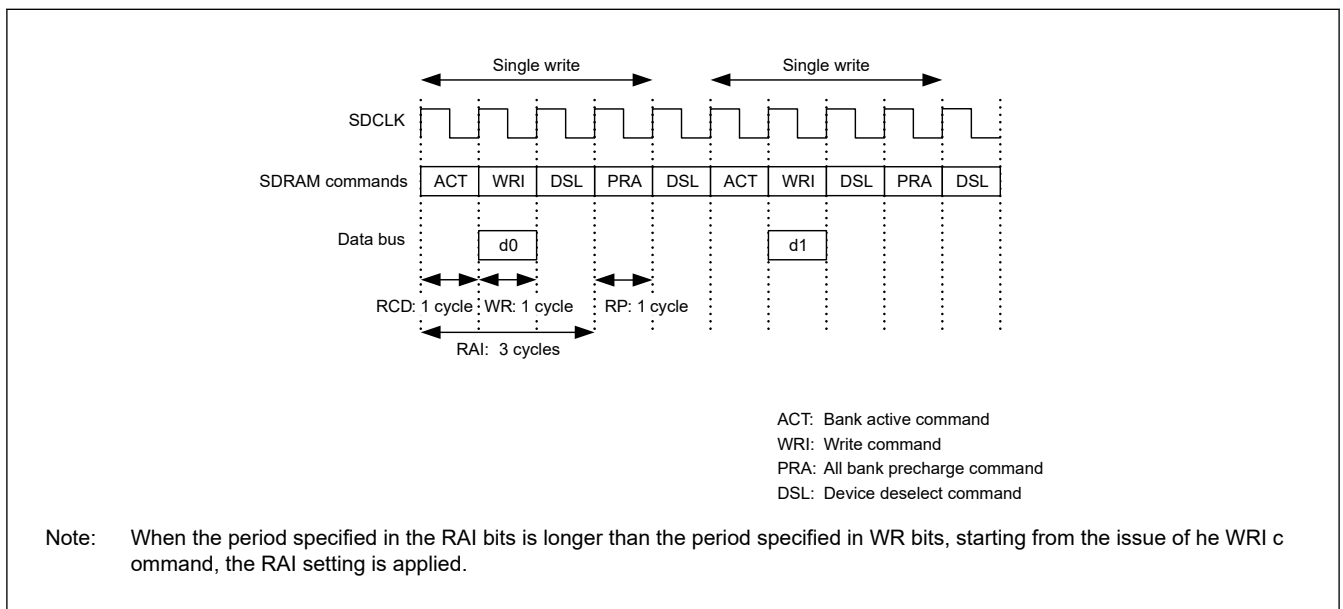 Single write Single write
SDCLK
SDRAM commands ACT WRI DSL PRA DSL ACT WRI DSL PRA DSL
Data bus d0 d1
RCD: 1 cycle WR: 1 cycle RP: 1 cycle
RAI: 3 cycles
ACT: Bank active command
WRI: Write command
PRA: All bank precharge command
DSL: Device deselect command
Note: When the period specified in the RAI bits is longer than the period specified in WR bits, starting from the issue of he WRI c
ommand, the RAI setting is applied.